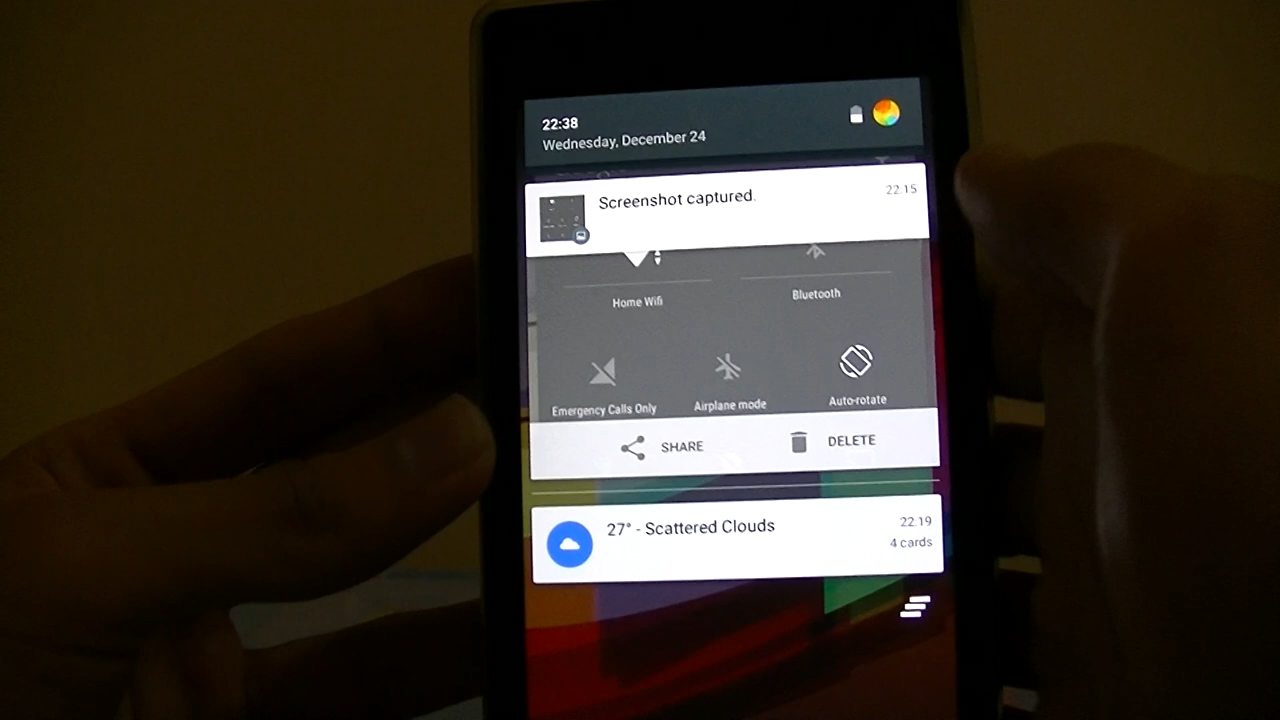 22:38
Wednesday, December 24
Screenshot captured.
22:15
Home Wifi
Bluetooth
Emergency Calls Only
Airplane mode
Auto-rotate
SHARE
DELETE
27° - Scattered Clouds
22:19
4 cards